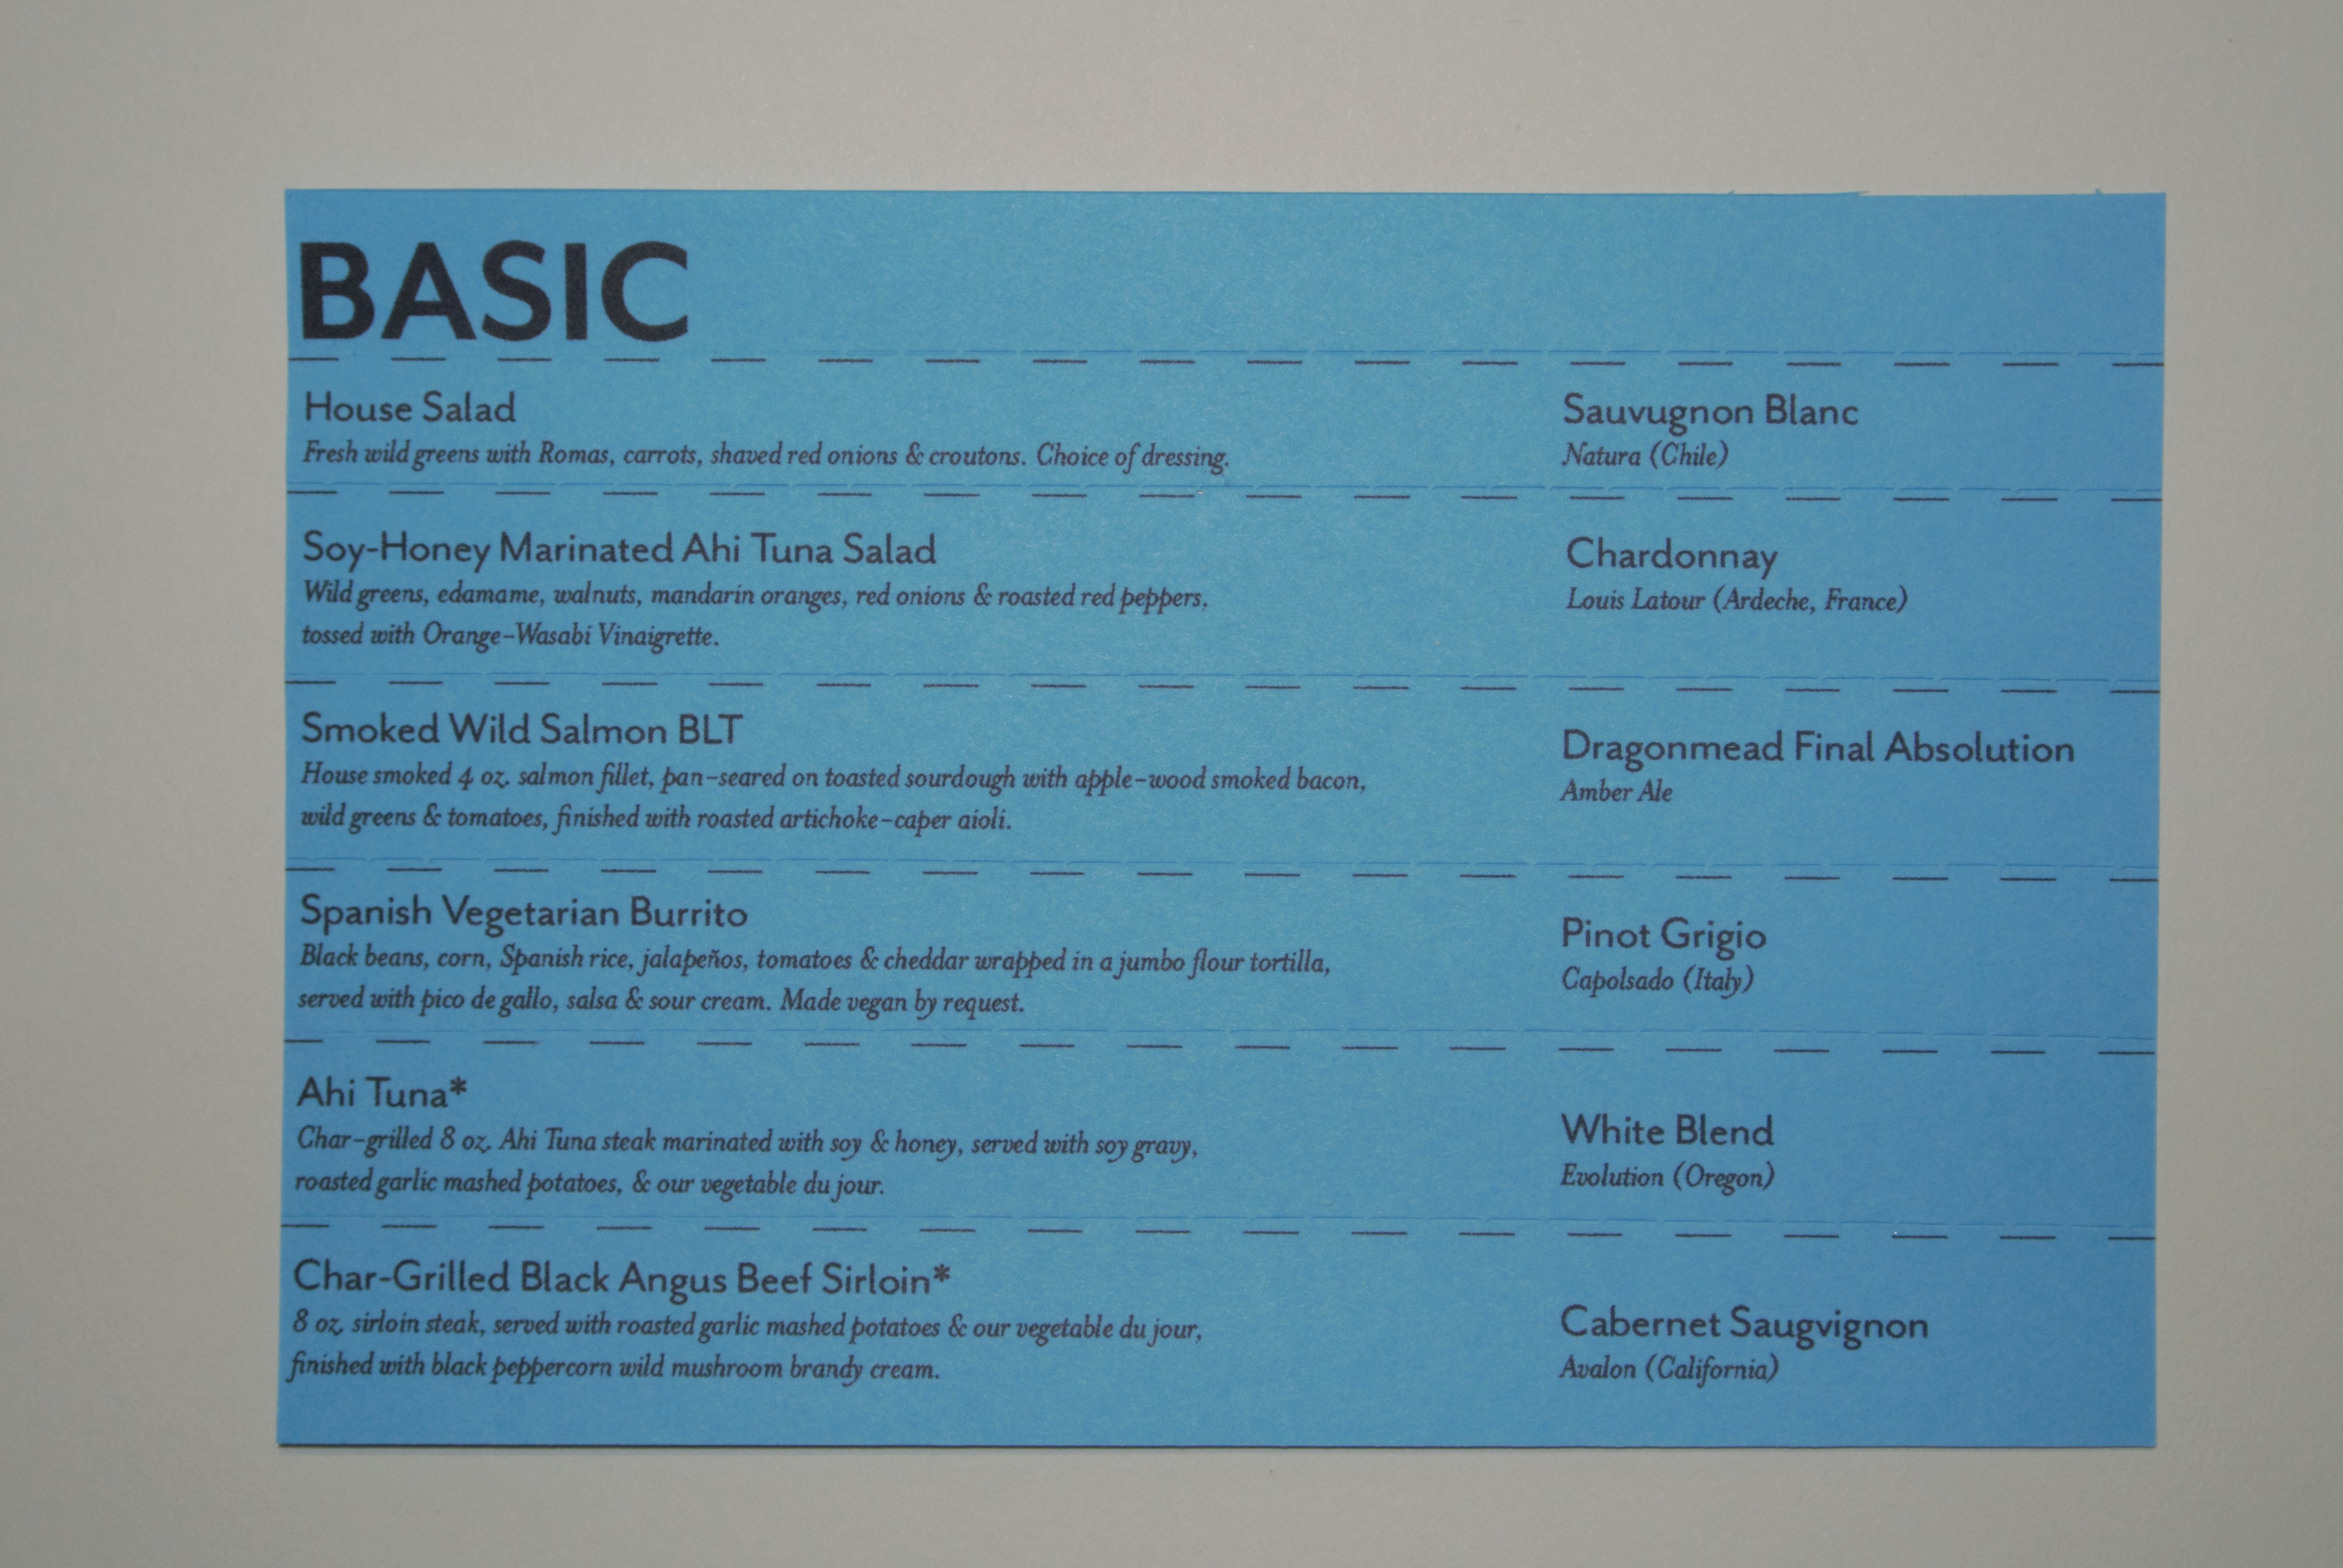 BASIC
House Salad
Fresh wild greens with Romas, carrots, shaved red onions & croutons. Choice of dressing.
Sauvugnon Blanc
Natura (Chile)
Soy-Honey Marinated Ahi Tuna Salad
Wild greens, edamame, walnuts, mandarin oranges, red onions & roasted red peppers,
tossed with Orange-Wasabi Vinaigrette.
Chardonnay
Louis Latour (Ardeche, France)
Smoked Wild Salmon BLT
House smoked 4 oz. salmon fillet, pan-seared on toasted sourdough with apple-wood smoked bacon,
wild greens & tomatoes, finished with roasted artichoke-caper aioli.
Dragonmead Final Absolution
Amber Ale
Spanish Vegetarian Burrito
Black beans, corn, Spanish rice, jalapeños, tomatoes & cheddar wrapped in a jumbo flour tortilla,
served with pico de gallo, salsa & sour cream. Made vegan by request.
Pinot Grigio
Capolsado (Italy)
Ahi Tuna*
Char-grilled 8 oz. Ahi Tuna steak marinated with soy & honey, served with soy gravy,
roasted garlic mashed potatoes, & our vegetable du jour.
White Blend
Evolution (Oregon)
Char-Grilled Black Angus Beef Sirloin*
8 oz. sirloin steak, served with roasted garlic mashed potatoes & our vegetable du jour,
finished with black peppercorn wild mushroom brandy cream.
Cabernet Saugvignon
Avalon (California)